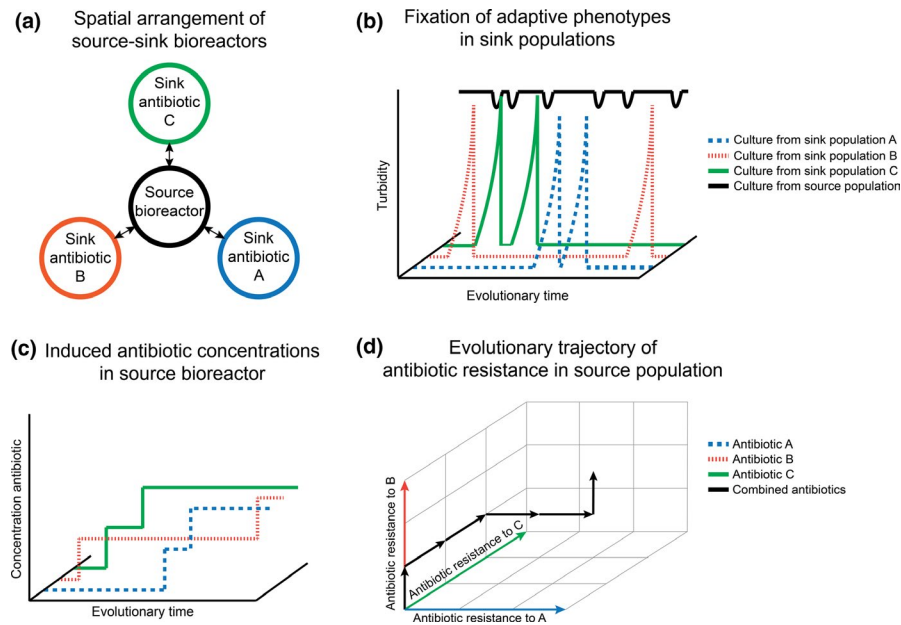 (a)
Spatial arrangement of
source-sink bioreactors
Sink
antibiotic
C
Source
bioreactor
Sink
antibiotic
B
Sink
antibiotic
A
(b)
Fixation of adaptive phenotypes
in sink populations
Turbidity
Evolutionary time
Culture from sink population A
Culture from sink population B
Culture from sink population C
Culture from source population
(c)
Induced antibiotic concentrations
in source bioreactor
Concentration antibiotic
Evolutionary time
(d)
Evolutionary trajectory of
antibiotic resistance in source population
Antibiotic resistance to B
Antibiotic resistance to C
Antibiotic resistance to A
Antibiotic A
Antibiotic B
Antibiotic C
Combined antibiotics